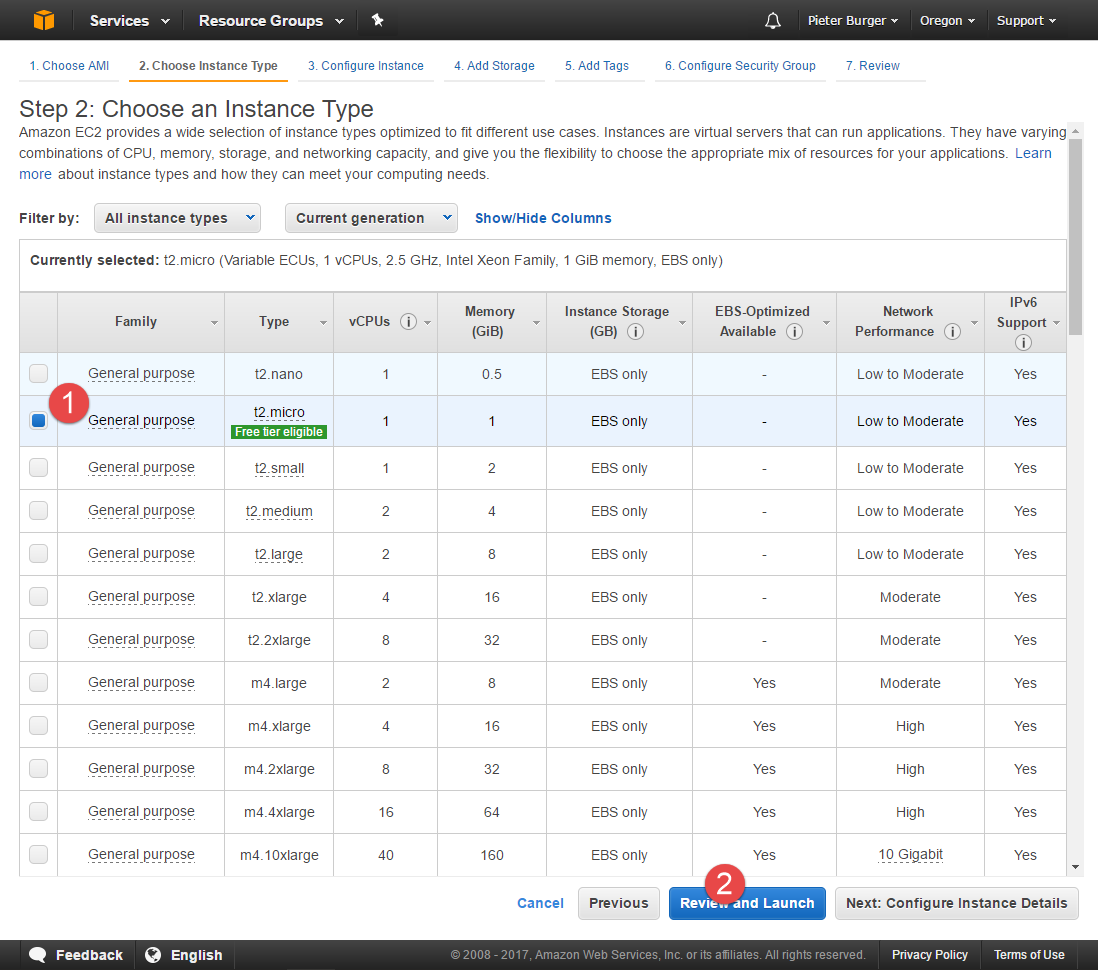 Services Resource Groups Pieter Burger Oregon Support
1. Choose AMI 2. Choose Instance Type 3. Configure Instance 4. Add Storage 5. Add Tags 6. Configure Security Group 7. Review
Step 2: Choose an Instance Type
Amazon EC2 provides a wide selection of instance types optimized to fit different use cases. Instances are virtual servers that can run applications. They have varying
combinations of CPU, memory, storage, and networking capacity, and give you the flexibility to choose the appropriate mix of resources for your applications. Learn
more about instance types and how they can meet your computing needs.
Filter by: All instance types Current generation Show/Hide Columns
Currently selected: t2.micro (Variable ECUs, 1 vCPUs, 2.5 GHz, Intel Xeon Family, 1 GiB memory, EBS only)
Family Type vCPUs i Memory (GiB) Instance Storage (GB) i EBS-Optimized Available i Network Performance i IPv6 Support i
General purpose t2.nano 1 0.5 EBS only - Low to Moderate Yes
1
General purpose t2.micro 1 1 EBS only - Low to Moderate Yes
Free tier eligible
General purpose t2.small 1 2 EBS only - Low to Moderate Yes
General purpose t2.medium 2 4 EBS only - Low to Moderate Yes
General purpose t2.large 2 8 EBS only - Low to Moderate Yes
General purpose t2.xlarge 4 16 EBS only - Moderate Yes
General purpose t2.2xlarge 8 32 EBS only - Moderate Yes
General purpose m4.large 2 8 EBS only Yes Moderate Yes
General purpose m4.xlarge 4 16 EBS only Yes High Yes
General purpose m4.2xlarge 8 32 EBS only Yes High Yes
General purpose m4.4xlarge 16 64 EBS only Yes High Yes
General purpose m4.10xlarge 40 160 EBS only Yes 10 Gigabit Yes
2
Cancel Previous Review and Launch Next: Configure Instance Details
Feedback English © 2008 - 2017, Amazon Web Services, Inc. or its affiliates. All rights reserved. Privacy Policy Terms of Use